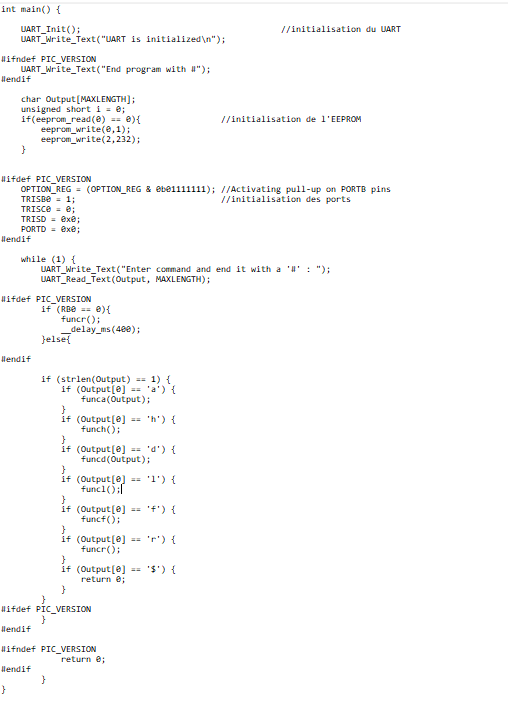 int main() {
UART_Init(); //initialisation du UART
UART_Write_Text("UART is initialized\n");
#ifndef PIC_VERSION
UART_Write_Text("End program with #");
#endif
char Output[MAXLENGTH];
unsigned short i = 0;
if(eeprom_read(0) == 0){ //initialisation de l'EEPROM
eeprom_write(0,1);
eeprom_write(2,232);
}
#ifdef PIC_VERSION
OPTION_REG = (OPTION_REG & 0b01111111); //Activating pull-up on PORTB pins
TRISB0 = 1; //initialisation des ports
TRISC0 = 0;
TRISD = 0x0;
PORTD = 0x0;
#endif
while (1) {
UART_Write_Text("Enter command and end it with a '#' : ");
UART_Read_Text(Output, MAXLENGTH);
#ifdef PIC_VERSION
if (RB0 == 0){
funcr();
__delay_ms(400);
}else{
#endif
if (strlen(Output) == 1) {
if (Output[0] == 'a') {
funca(Output);
}
if (Output[0] == 'h') {
funch();
}
if (Output[0] == 'd') {
funcd(Output);
}
if (Output[0] == 'l') {
funcl();
}
if (Output[0] == 'f') {
funcf();
}
if (Output[0] == 'r') {
funcr();
}
if (Output[0] == '$') {
return 0;
}
}
#ifdef PIC_VERSION
}
#endif
#ifndef PIC_VERSION
return 0;
#endif
}
}